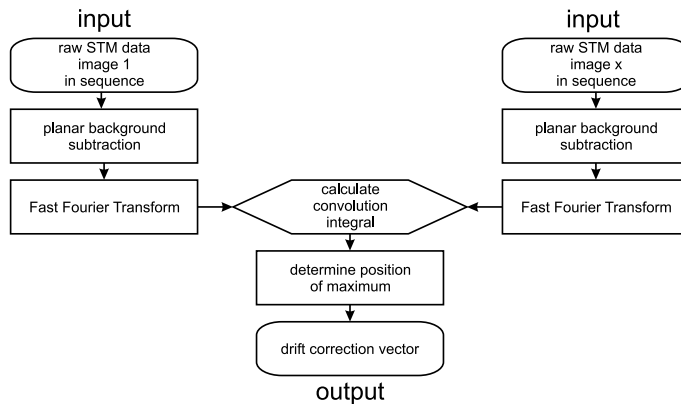 input
raw STM data
image 1
in sequence
planar background
subtraction
Fast Fourier Transform
input
raw STM data
image x
in sequence
planar background
subtraction
Fast Fourier Transform
calculate
convolution
integral
determine position
of maximum
drift correction vector
output